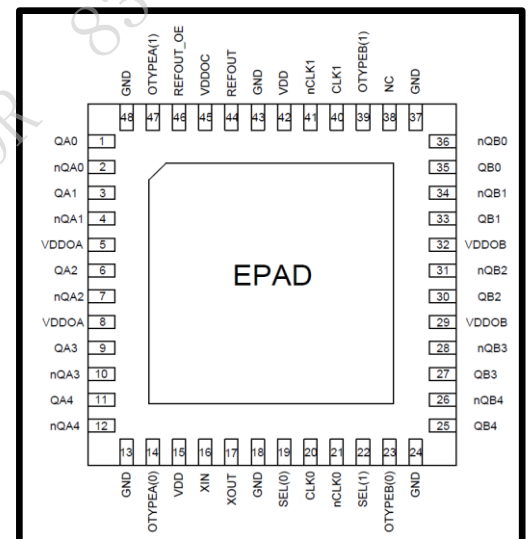 GND
OTYPEA(1)
REFOUT_OE
VDDOC
REFOUT
GND
VDD
nCLK1
CLK1
OTYPEB(1)
NC
GND
48 47 46 45 44 43 42 41 40 39 38 37
QA0 1 36 nQB0
nQA0 2 35 QB0
QA1 3 34 nQB1
nQA1 4 33 QB1
VDDOA 5 32 VDDOB
QA2 6 31 nQB2
nQA2 7 30 QB2
VDDOA 8 29 VDDOB
QA3 9 28 nQB3
nQA3 10 27 QB3
QA4 11 26 nQB4
nQA4 12 25 QB4
EPAD
13 14 15 16 17 18 19 20 21 22 23 24
GND
OTYPEA(0)
VDD
XIN
XOUT
GND
SEL(0)
CLK0
nCLK0
SEL(1)
OTYPEB(0)
GND